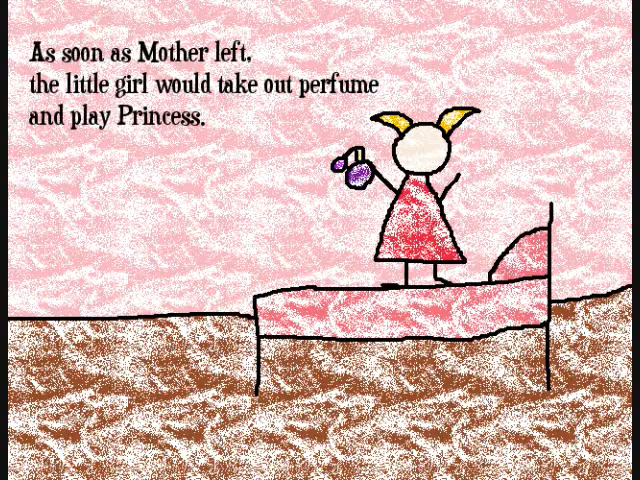 As soon as Mother left,
the little girl would take out perfume
and play Princess.